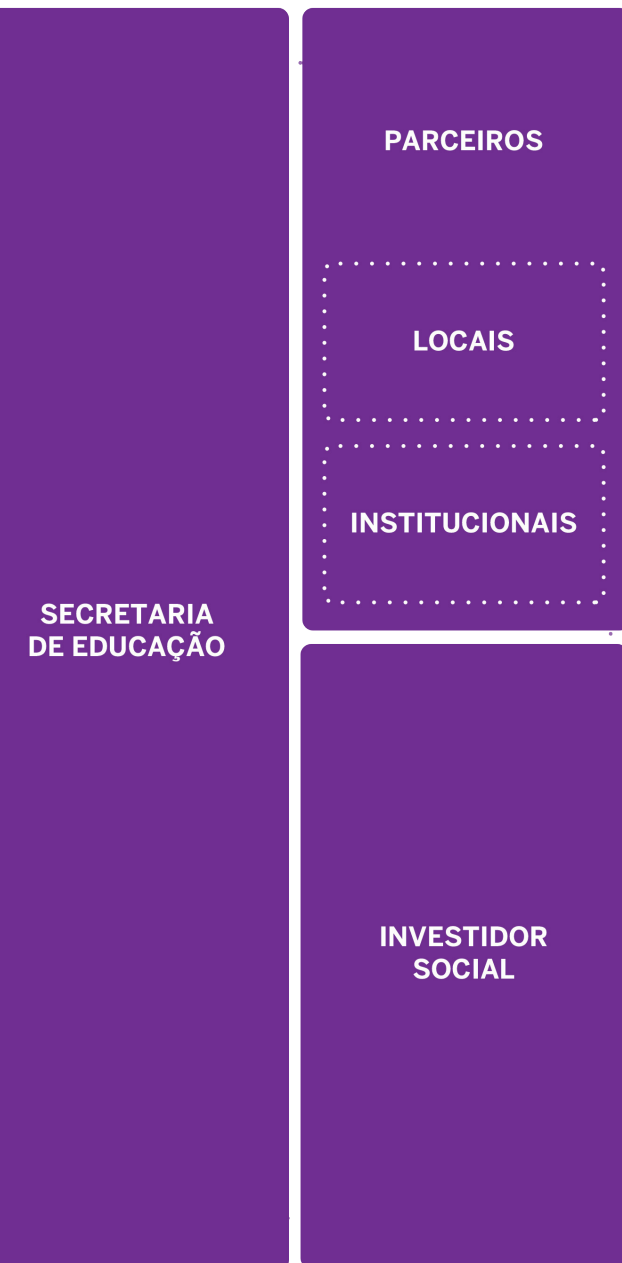 SECRETARIA
DE EDUCAÇÃO
PARCEIROS
LOCAIS
INSTITUCIONAIS
INVESTIDOR
SOCIAL